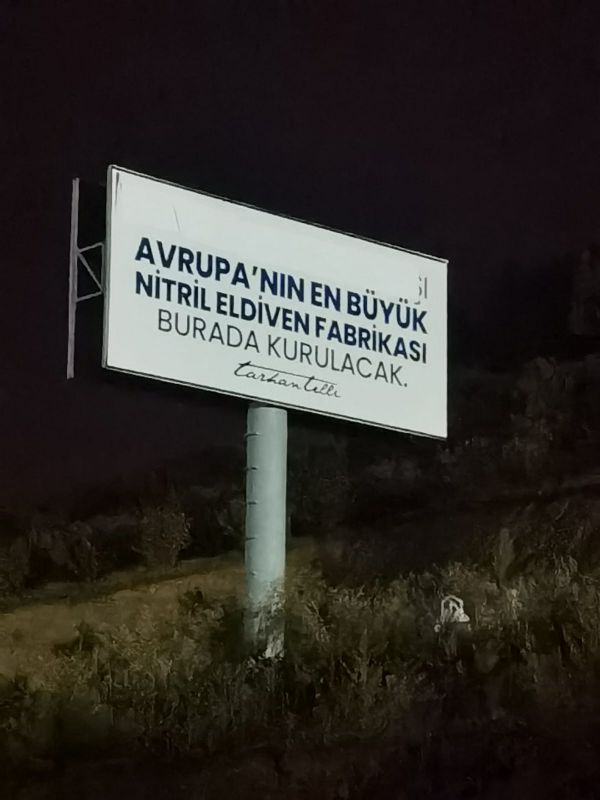 AVRUPA'NIN EN BÜYÜK
NİTRİL ELDİVEN FABRİKASI
BURADA KURULACAK.
tarhan telli